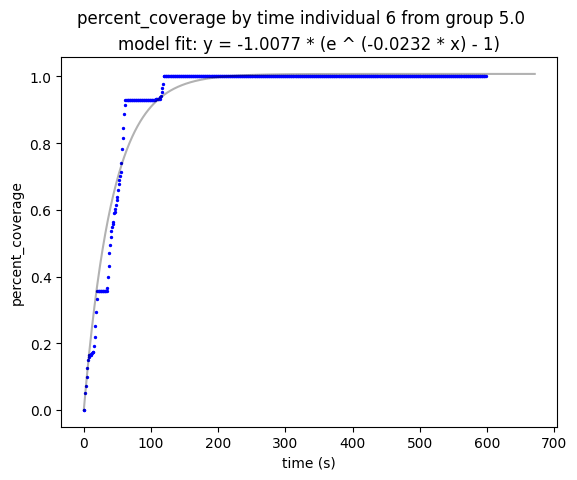 percent_coverage by time individual 6 from group 5.0
model fit: y = -1.0077 * (e ^ (-0.0232 * x) - 1)
1.0
0.8
0.6
0.4
0.2
0.0
percent_coverage
0 100 200 300 400 500 600 700
time (s)